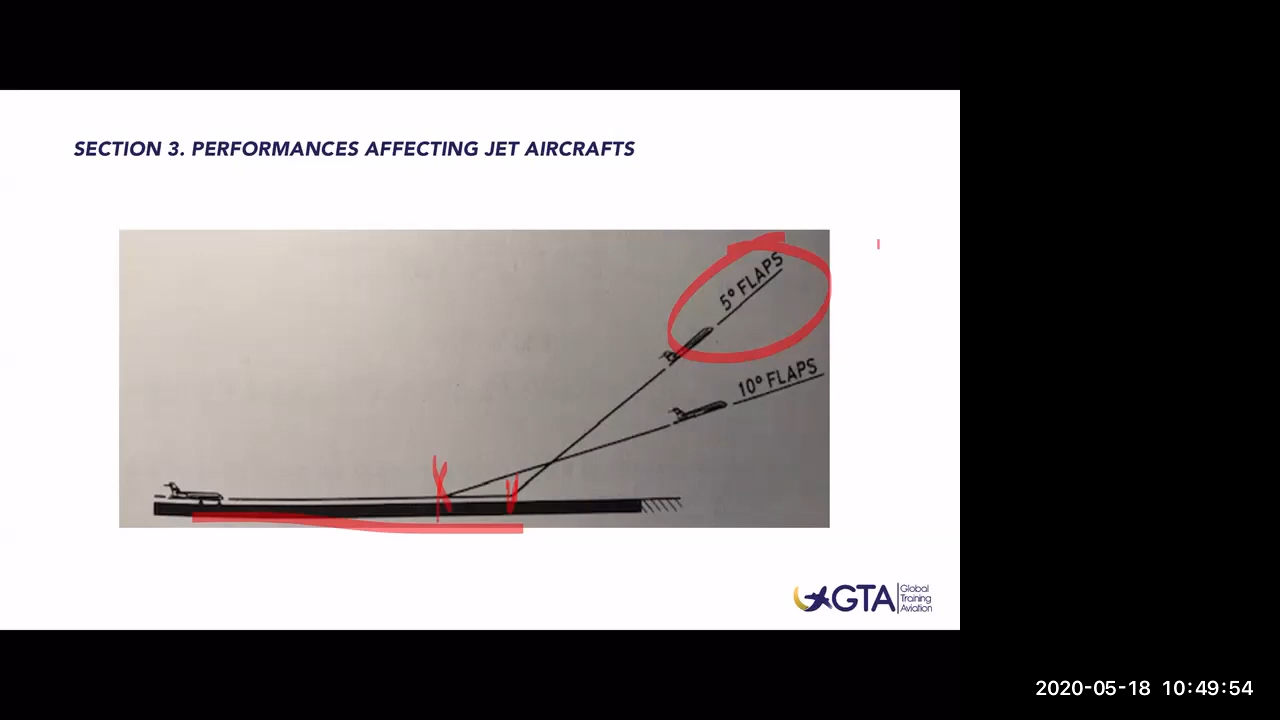 SECTION 3. PERFORMANCES AFFECTING JET AIRCRAFTS
5° FLAPS
10° FLAPS
GTA
Global
Training
Aviation
2020-05-18 10:49:54